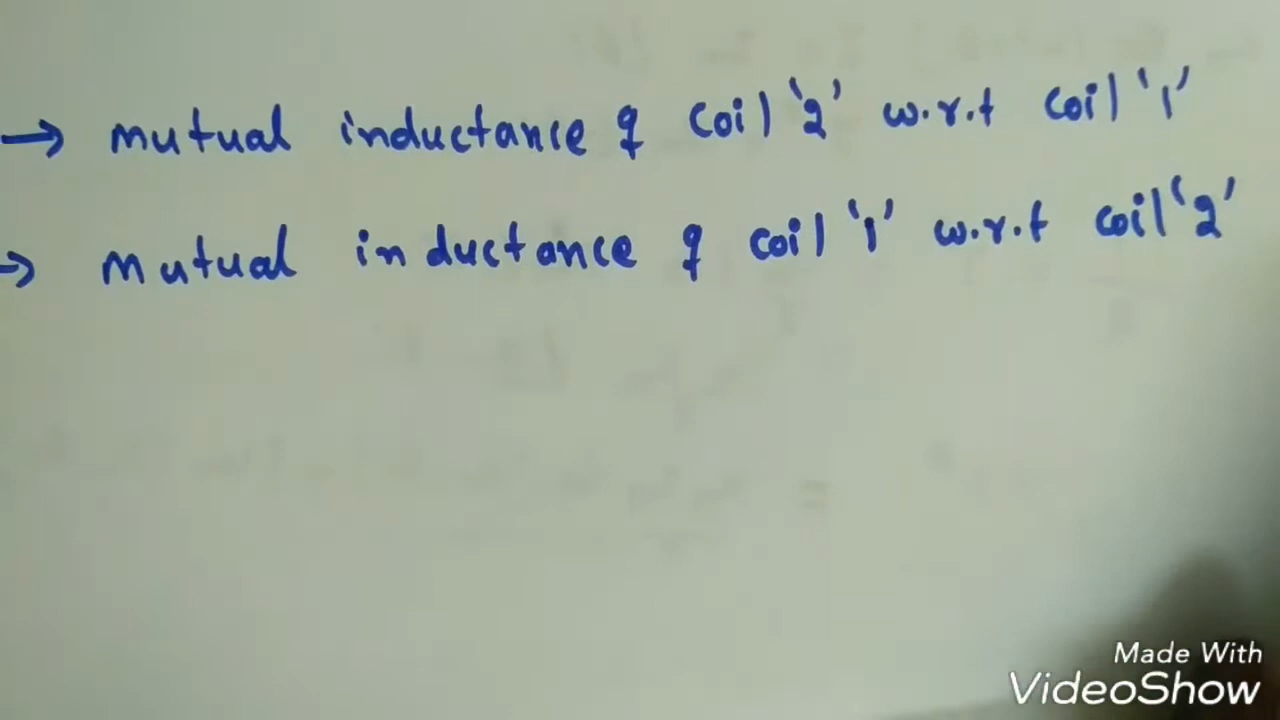 → mutual inductance of coil '2' w.r.t coil '1'
→ mutual inductance of coil '1' w.r.t coil '2'
Made With
VideoShow